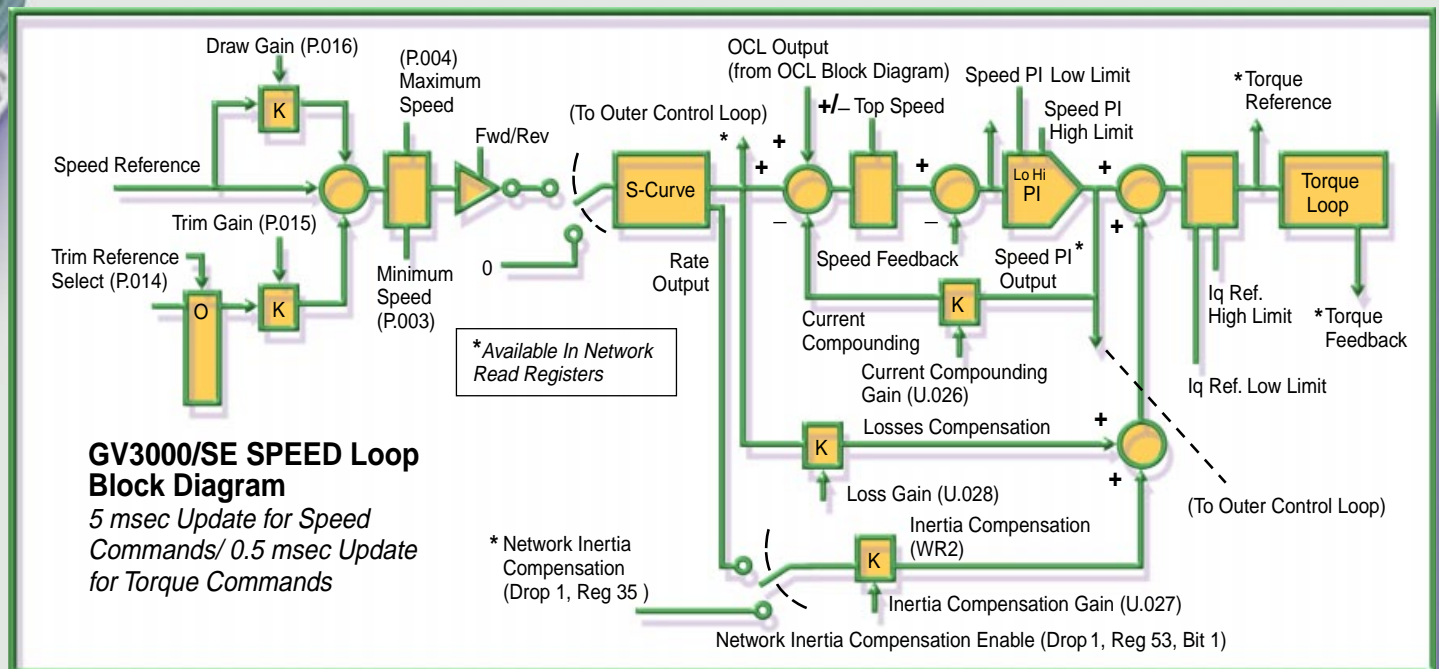 Draw Gain (P.016)
K
Speed Reference
Trim Gain (P.015)
Trim Reference
Select (P.014)
O
K
(P.004)
Maximum
Speed
Minimum
Speed
(P.003)
Fwd/Rev
0
(To Outer Control Loop)
*
S-Curve
Rate
Output
OCL Output
(from OCL Block Diagram)
+/– Top Speed
+
+
–
+
–
Speed Feedback
Speed PI Low Limit
Speed PI
High Limit
Lo Hi
PI
Speed PI*
Output
K
Current
Compounding
Current Compounding
Gain (U.026)
+
+
*Torque
Reference
Torque
Loop
Iq Ref.
High Limit
*Torque
Feedback
Iq Ref. Low Limit
*Available In Network
Read Registers
K
Losses Compensation
+
+
Loss Gain (U.028)
(To Outer Control Loop)
Inertia Compensation
(WR2)
K
Inertia Compensation Gain (U.027)
* Network Inertia
Compensation
(Drop 1, Reg 35 )
Network Inertia Compensation Enable (Drop 1, Reg 53, Bit 1)
GV3000/SE SPEED Loop
Block Diagram
5 msec Update for Speed
Commands/ 0.5 msec Update
for Torque Commands